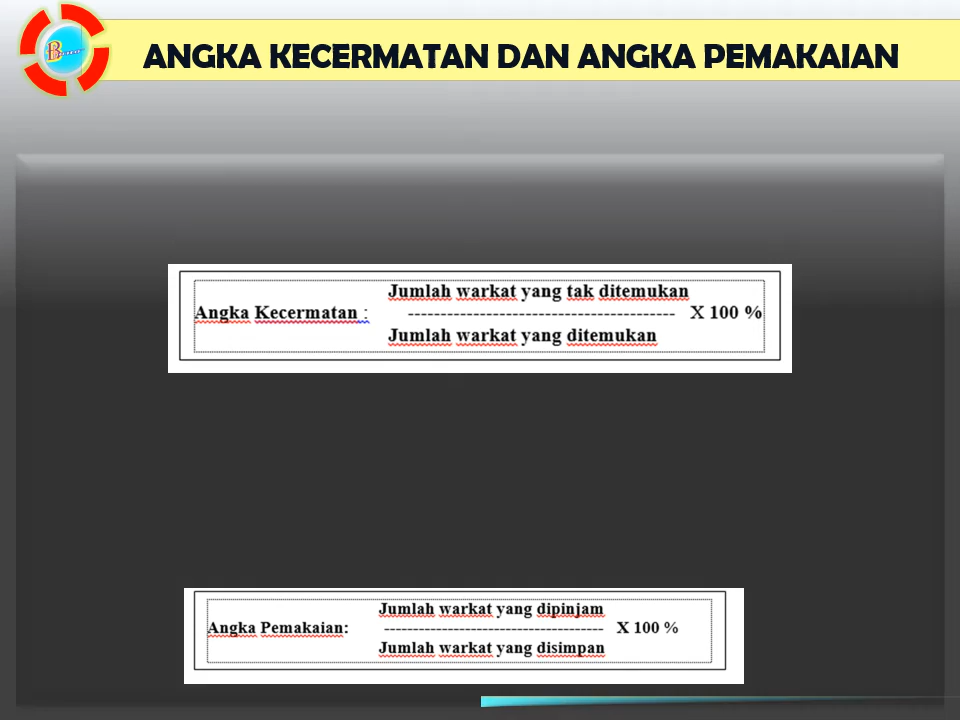 ANGKA KECERMATAN DAN ANGKA PEMAKAIAN
Jumlah warkat yang tak ditemukan
Angka Kecermatan : ----------------------------------------- X 100 %
Jumlah warkat yang ditemukan
Jumlah warkat yang dipinjam
Angka Pemakaian: -------------------------------------- X 100 %
Jumlah warkat yang disimpan